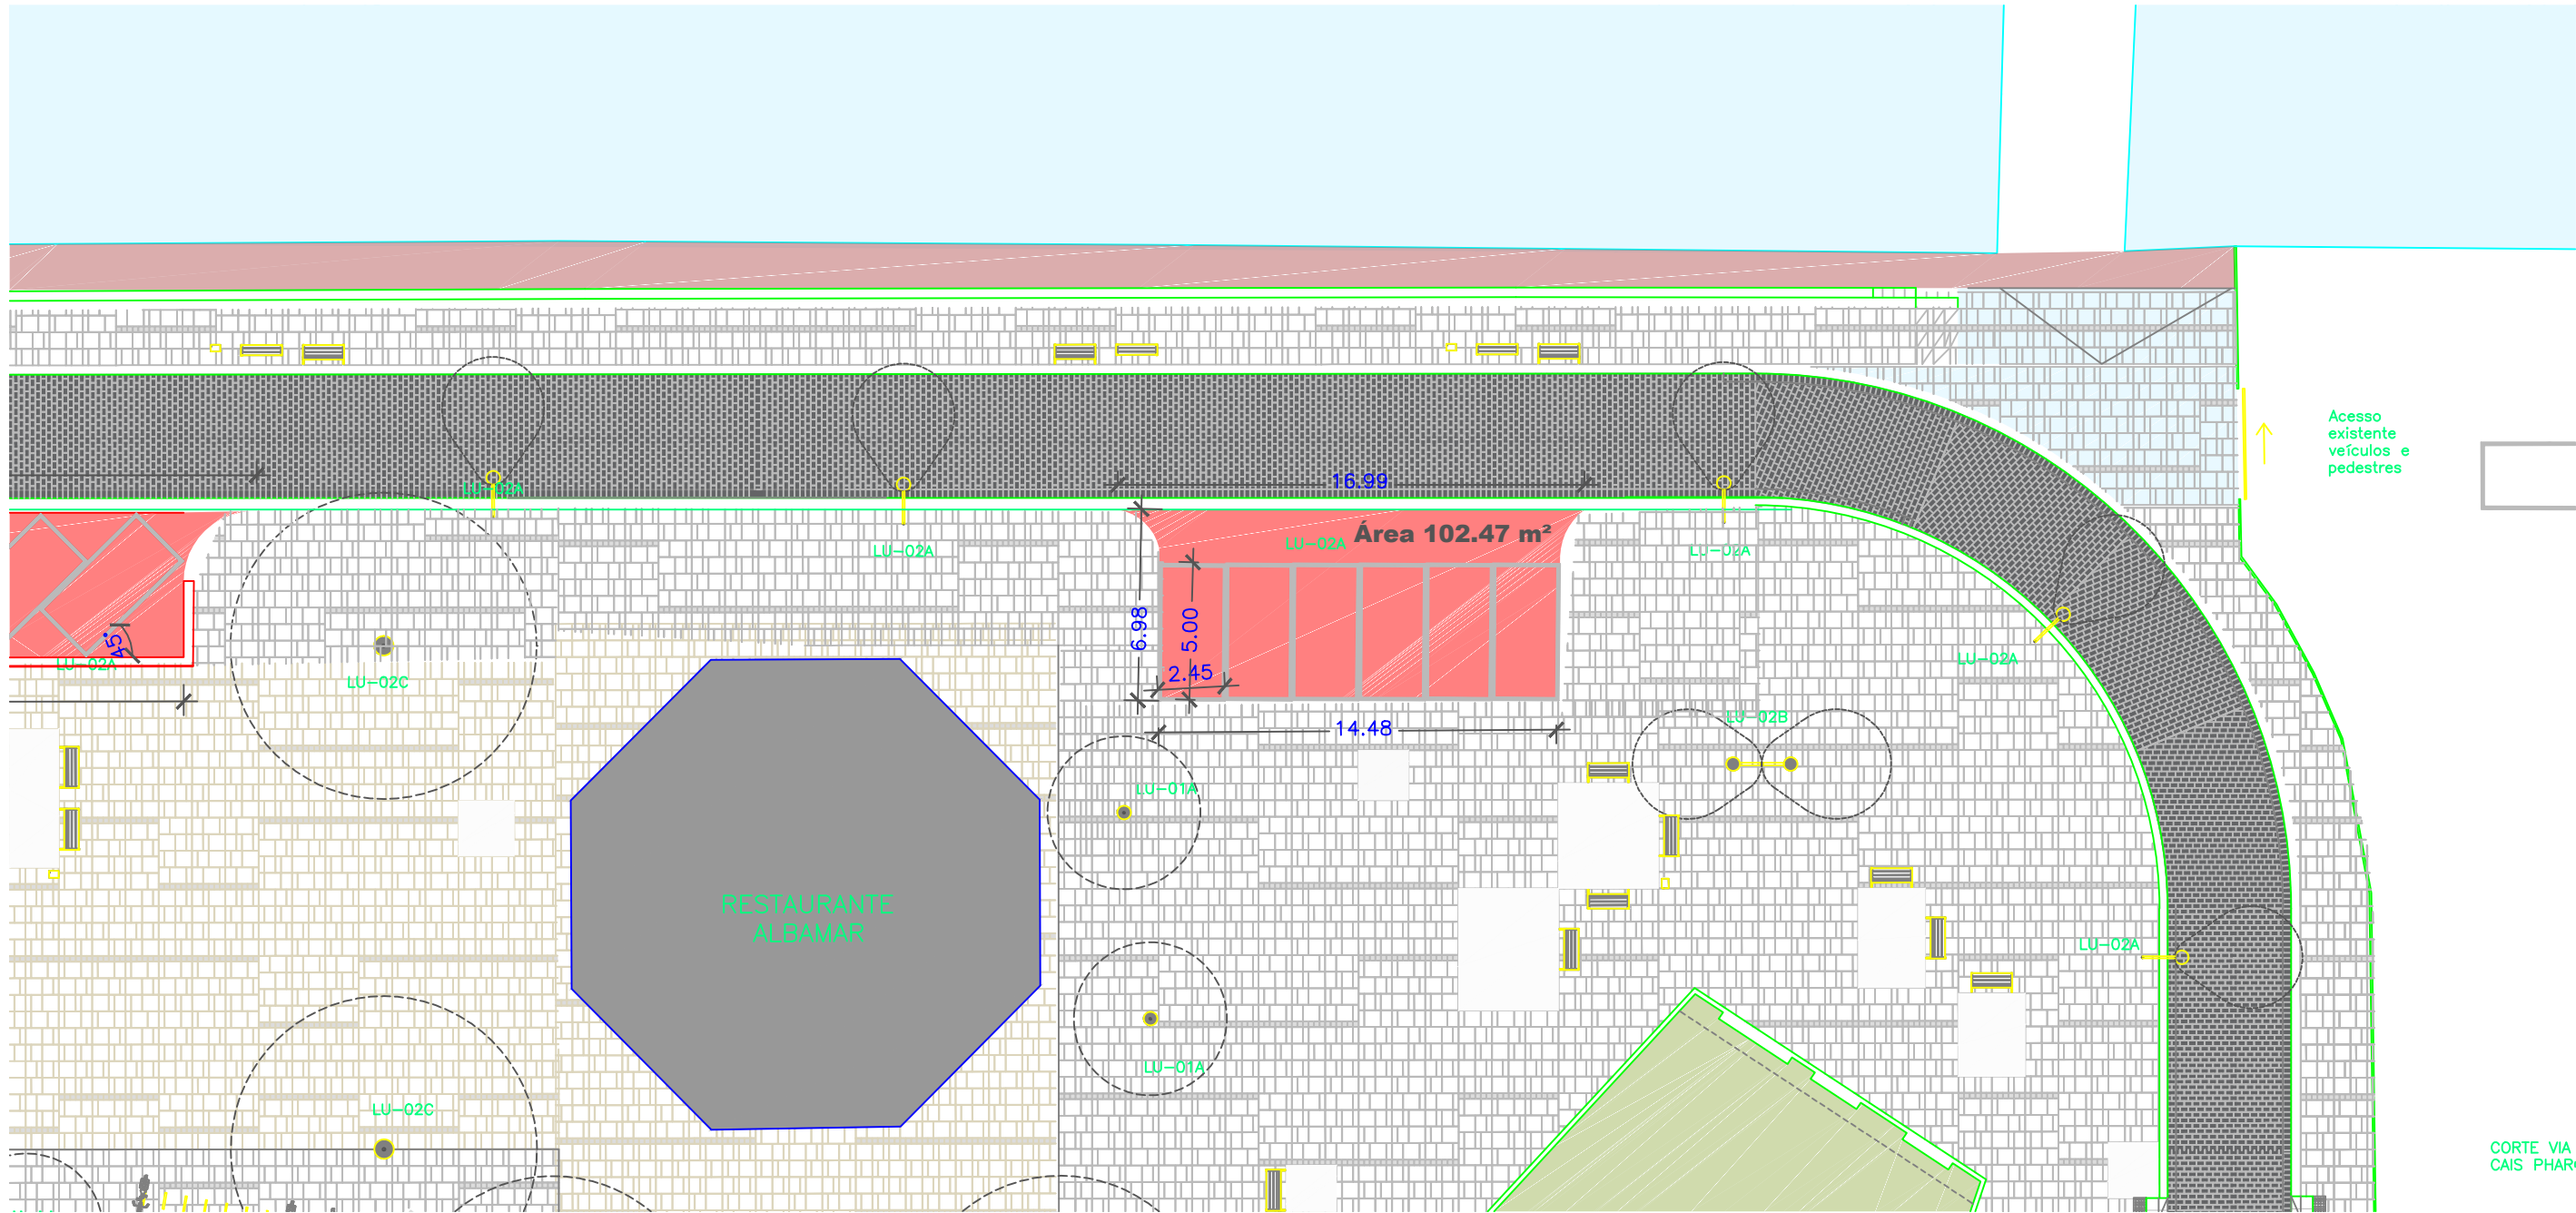 Acesso
existente
veículos e
pedestres
16.99
LU-02A
Área 102.47 m²
LU-02A
LU-02A
LU-02A
6.98
5.00
45°
LU-02A
LU-02A
2.45
LU-02C
LU-02B
14.48
LU-01A
RESTAURANTE
ALBAMAR
LU-02A
LU-01A
LU-02C
CORTE VIA